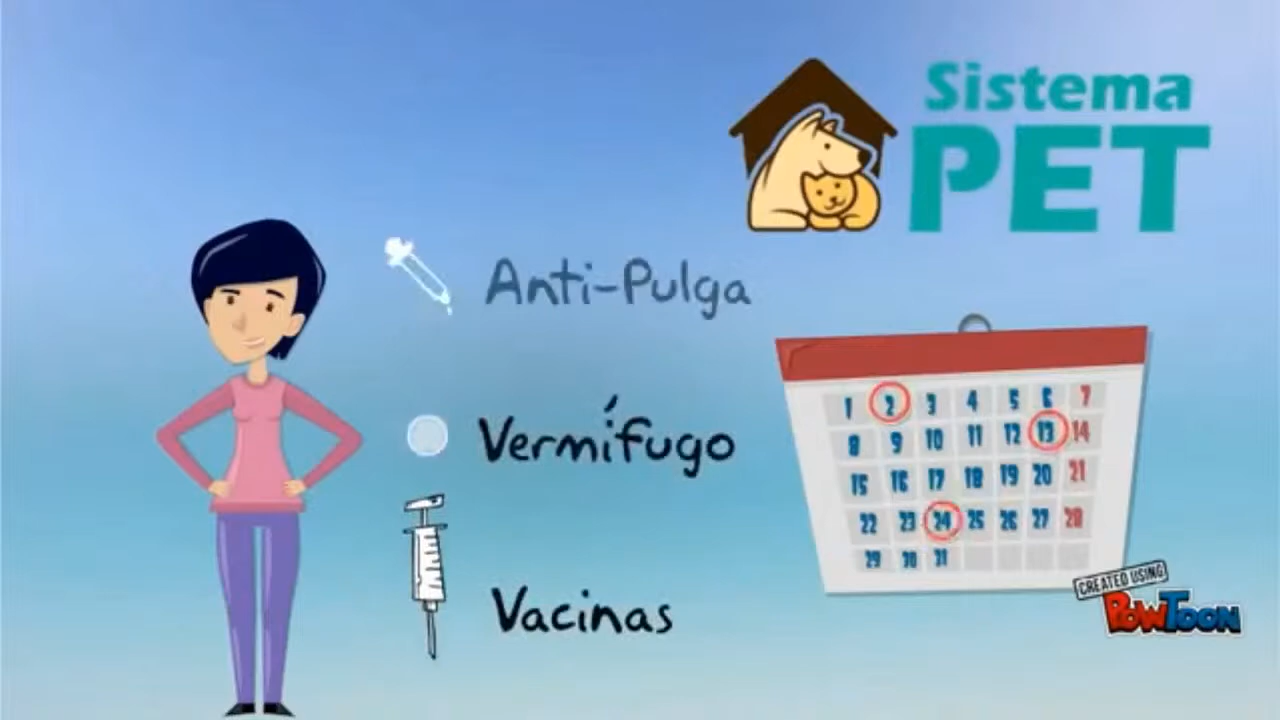 Sistema
PET
Anti-Pulga
Vermífugo
Vacinas
1 2 3 4 5 6 7
8 9 10 11 12 13 14
15 16 17 18 19 20 21
22 23 24 25 26 27 28
29 30 31
CREATED USING
POWTOON